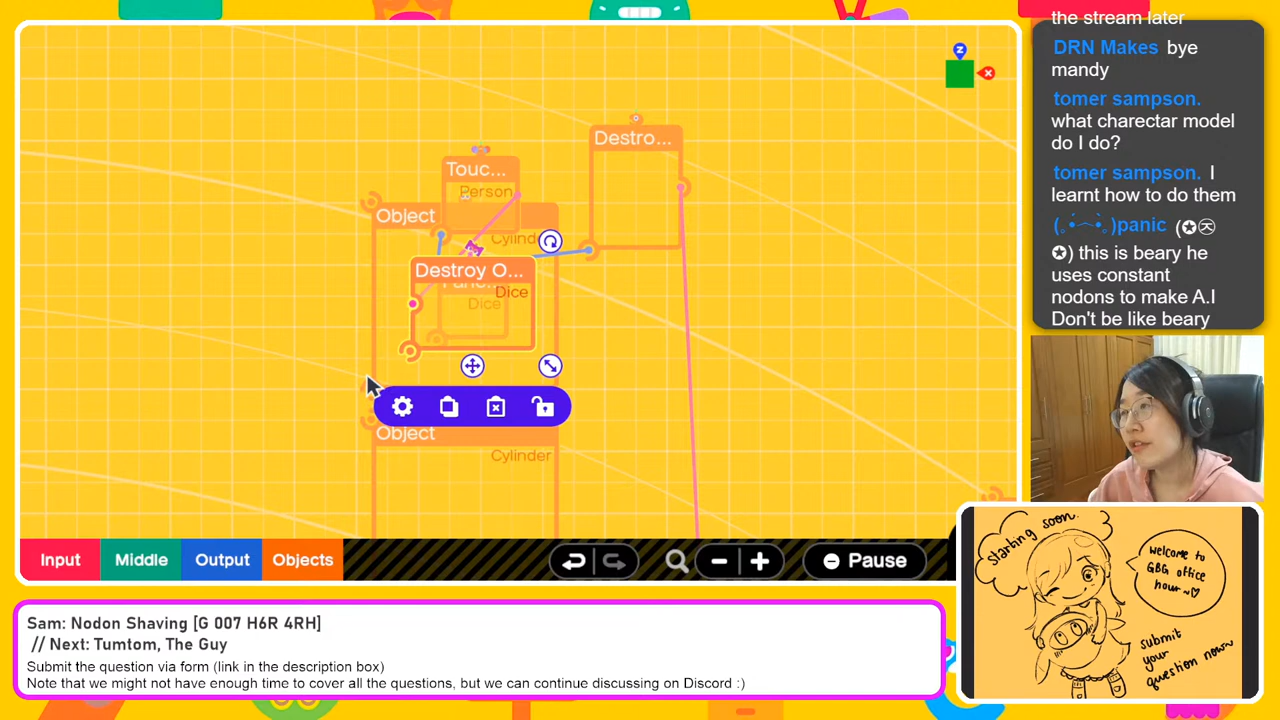 the stream later
DRN Makes bye
mandy
tomer sampson.
what charectar model
do I do?
tomer sampson. I
learnt how to do them
panic
this is beary he
uses constant
nodons to make A.I
Don't be like beary
Z
X
Destro...
Touc...
Person
Object
Destroy O...
Dice
Dice
Object
Cylinder
Input
Middle
Output
Objects
Pause
starting soon.
welcome to
GBG office
hour~♡
submit
your
question now~
Sam: Nodon Shaving [G 007 H6R 4RH]
// Next: Tumtom, The Guy
Submit the question via form (link in the description box)
Note that we might not have enough time to cover all the questions, but we can continue discussing on Discord :)